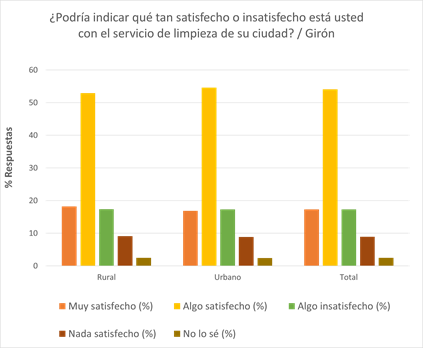 ¿Podría indicar qué tan satisfecho o insatisfecho está usted
con el servicio de limpieza de su ciudad? / Girón
60
50
40
30
20
10
0
% Respuestas
Rural Urbano Total
Muy satisfecho (%) Algo satisfecho (%) Algo insatisfecho (%)
Nada satisfecho (%) No lo sé (%)